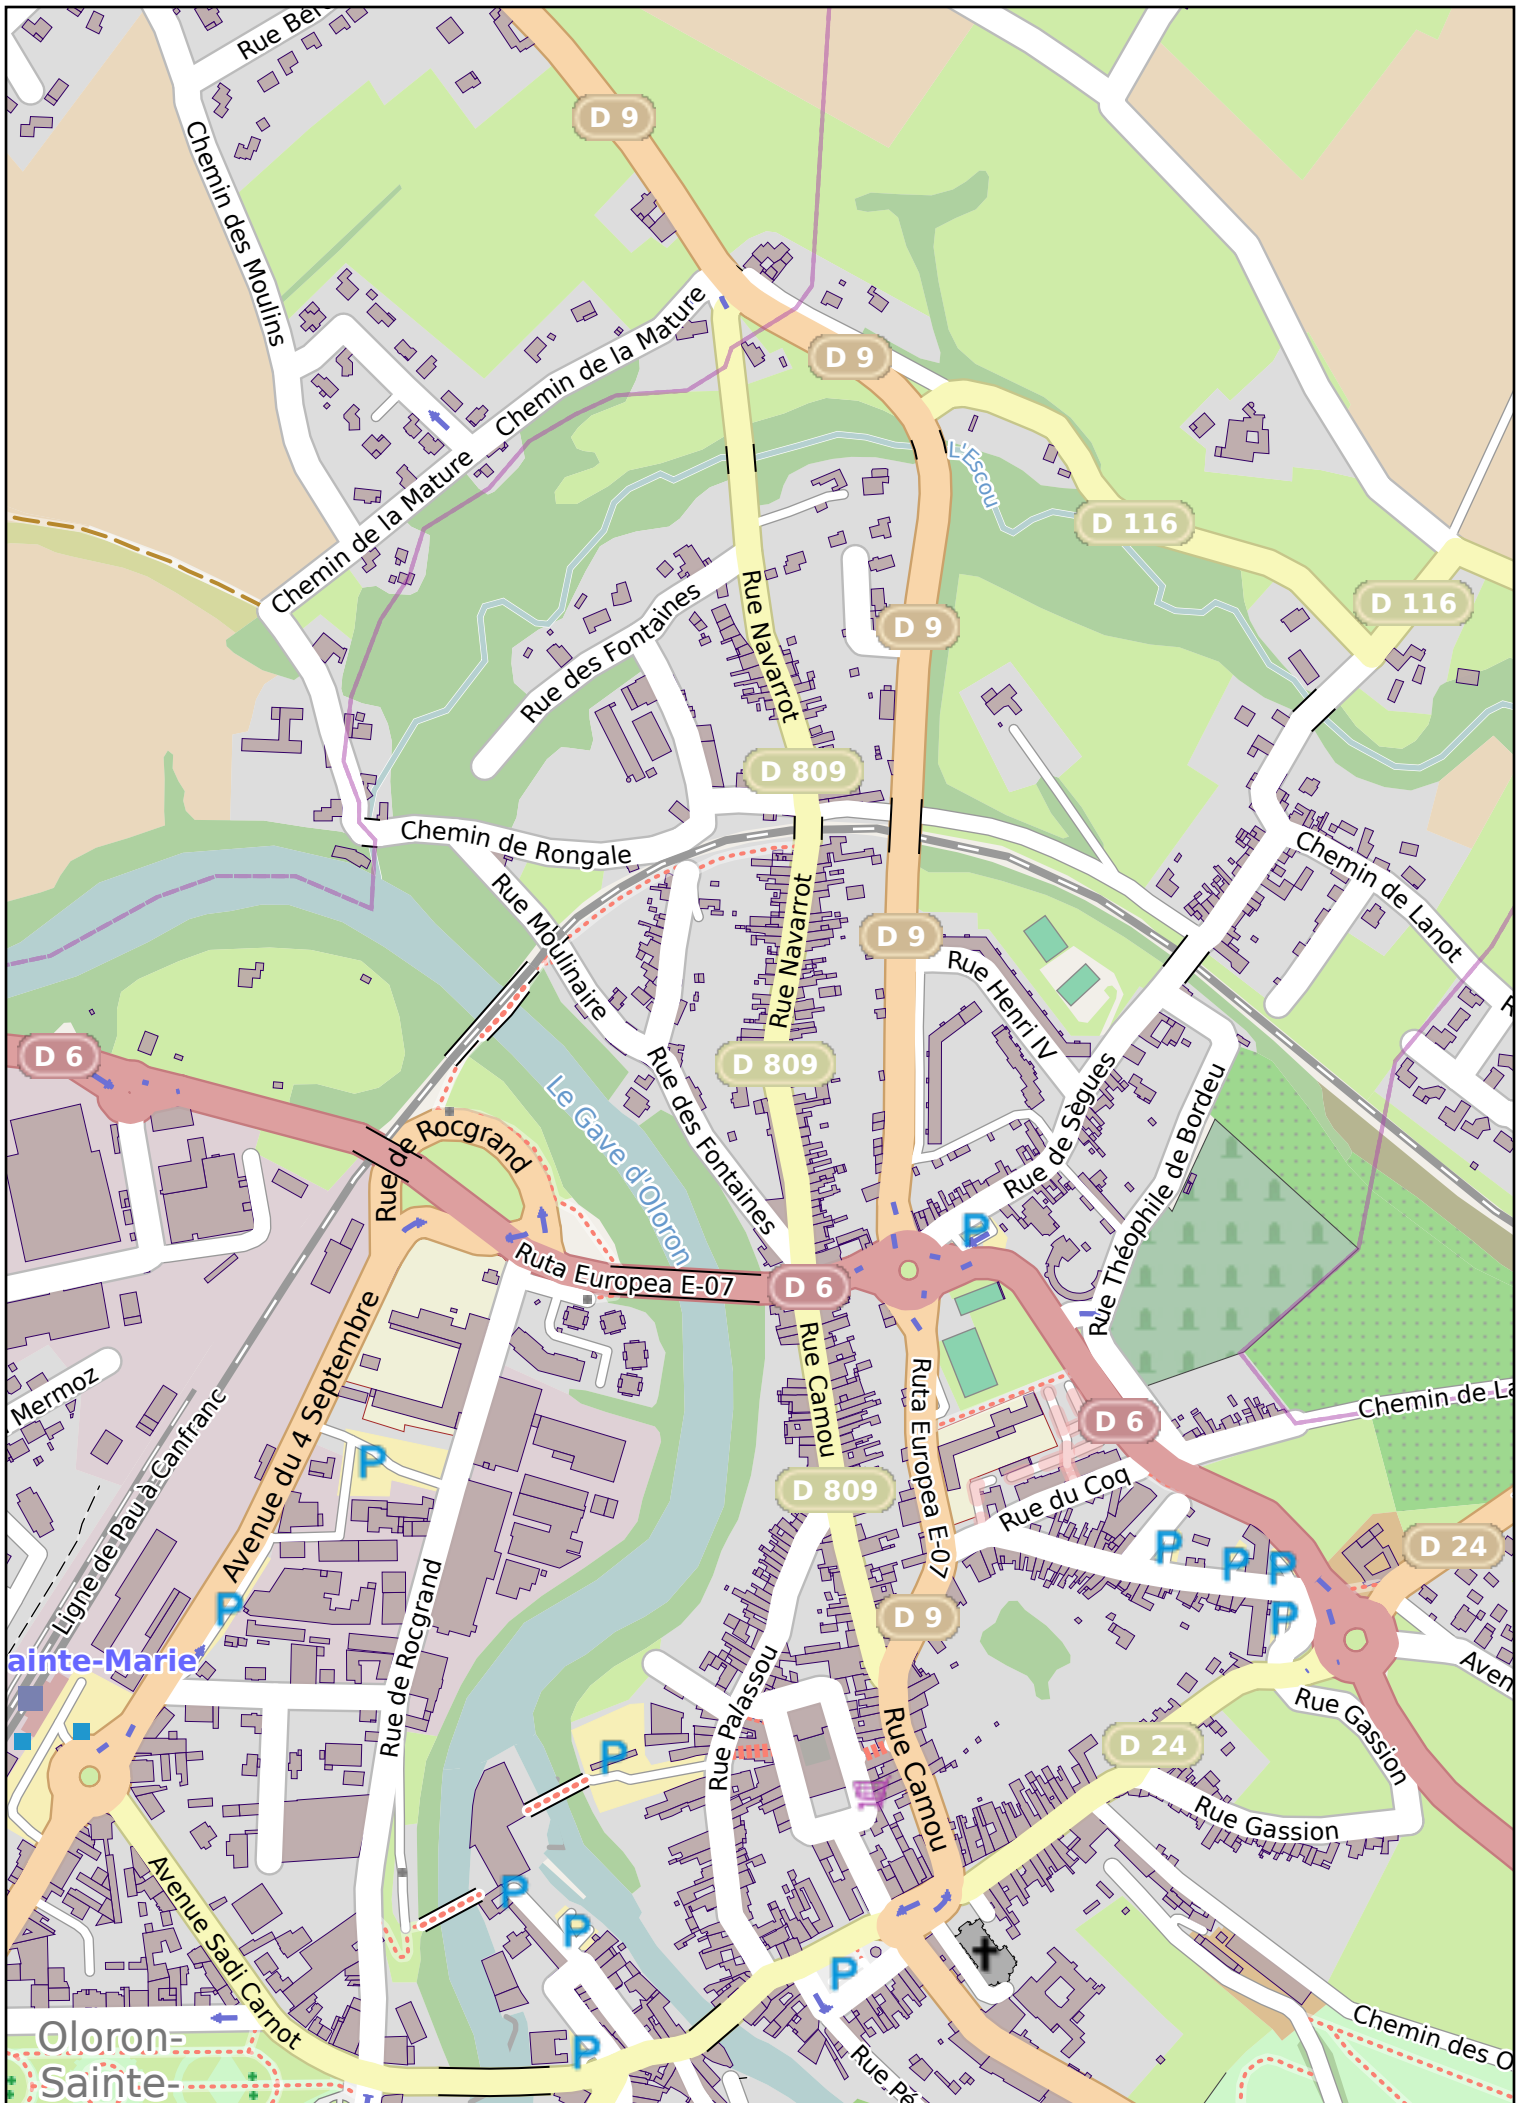 Rue Bér
D 9
Chemin des Moulins
Chemin de la Mature
D 9
Chemin de la Mature
L'Escou
D 116
D 116
Rue Navarrot
Rue des Fontaines
D 9
D 809
Chemin de Rongale
Chemin de Lanot
Rue Moulinaire
Rue Navarrot
D 9
Rue Henri IV
R
D 6
D 809
Rue des Fontaines
Rue de Sègues
Rue Théophile de Bordeu
Rue de Rocgrand
Le Gave d'Oloron
P
Ruta Europea E-07
D 6
Avenue du 4 Septembre
Rue Camou
Ruta Europea E-07
Mermoz
Chemin de La
D 6
P
Ligne de Pau à Canfranc
D 809
Rue du Coq
P
P
P
P
D 24
P
D 9
Rue de Rocgrand
ainte-Marie
Aven
Rue Palassou
Rue Gassion
Rue Camou
D 24
P
Rue Gassion
P
P
Avenue Sadi Carnot
P
Chemin des O
Oloron-
Sainte-
P
Rue Pé